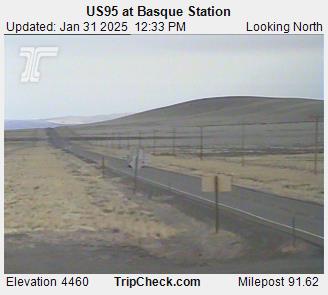 US95 at Basque Station
Updated: Jan 31 2025 12:33 PM Looking North
Elevation 4460 TripCheck.com Milepost 91.62